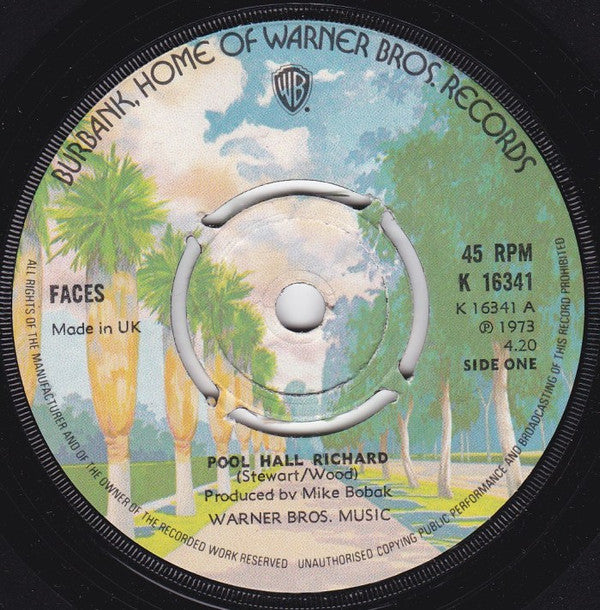 BURBANK, HOME OF WARNER BROS. RECORDS
WB
FACES
Made in UK
45 RPM
K 16341
K 16341 A
℗ 1973
4.20
SIDE ONE
POOL HALL RICHARD
(Stewart/Wood)
Produced by Mike Bobak
WARNER BROS. MUSIC
ALL RIGHTS OF THE MANUFACTURER AND OF THE OWNER OF THE RECORDED WORK RESERVED UNAUTHORISED COPYING PUBLIC PERFORMANCE AND BROADCASTING OF THIS RECORD PROHIBITED